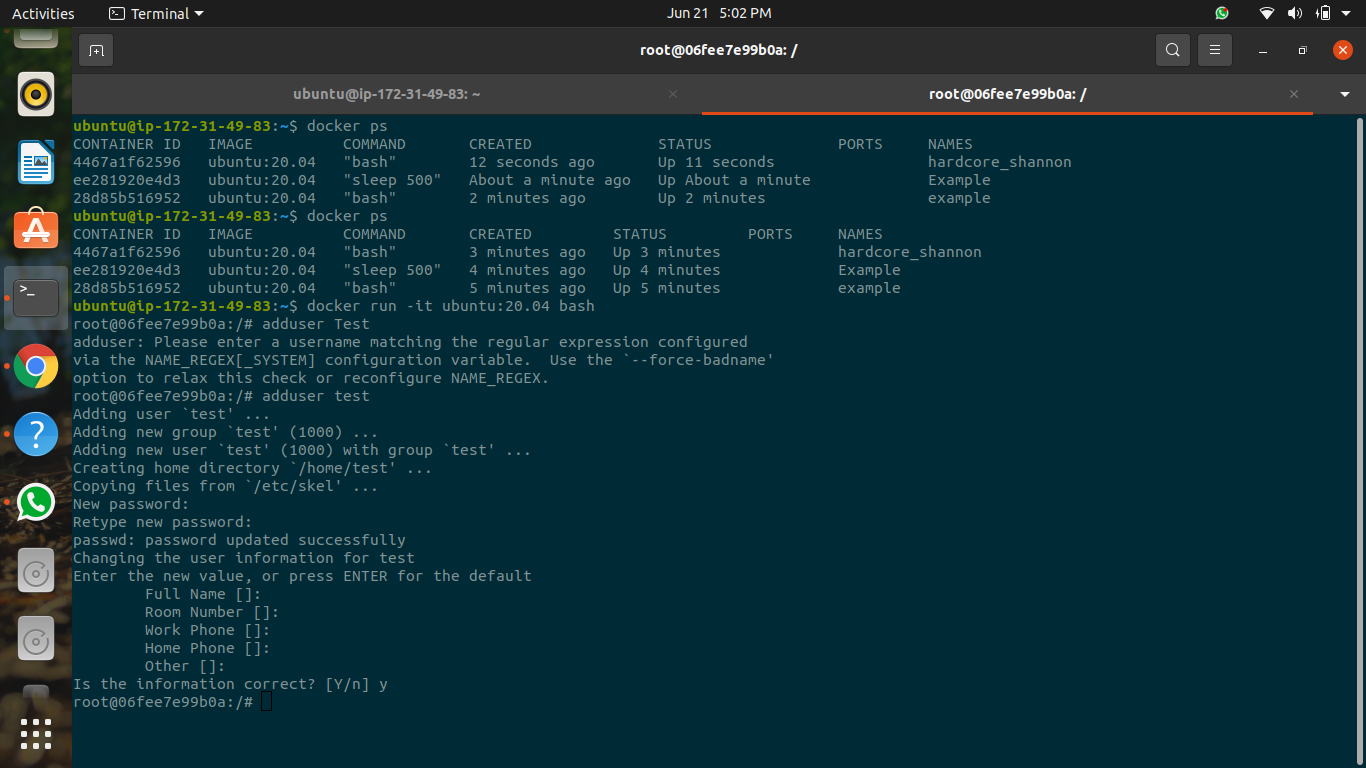 Activities Terminal Jun 21 5:02 PM
root@06fee7e99b0a: /
ubuntu@ip-172-31-49-83: ~ root@06fee7e99b0a: /
ubuntu@ip-172-31-49-83:~$ docker ps
CONTAINER ID IMAGE COMMAND CREATED STATUS PORTS NAMES
4467a1f62596 ubuntu:20.04 "bash" 12 seconds ago Up 11 seconds hardcore_shannon
ee281920e4d3 ubuntu:20.04 "sleep 500" About a minute ago Up About a minute Example
28d85b516952 ubuntu:20.04 "bash" 2 minutes ago Up 2 minutes example
ubuntu@ip-172-31-49-83:~$ docker ps
CONTAINER ID IMAGE COMMAND CREATED STATUS PORTS NAMES
4467a1f62596 ubuntu:20.04 "bash" 3 minutes ago Up 3 minutes hardcore_shannon
ee281920e4d3 ubuntu:20.04 "sleep 500" 4 minutes ago Up 4 minutes Example
28d85b516952 ubuntu:20.04 "bash" 5 minutes ago Up 5 minutes example
ubuntu@ip-172-31-49-83:~$ docker run -it ubuntu:20.04 bash
root@06fee7e99b0a:/# adduser Test
adduser: Please enter a username matching the regular expression configured
via the NAME_REGEX[_SYSTEM] configuration variable.  Use the `--force-badname'
option to relax this check or reconfigure NAME_REGEX.
root@06fee7e99b0a:/# adduser test
Adding user `test' ...
Adding new group `test' (1000) ...
Adding new user `test' (1000) with group `test' ...
Creating home directory `/home/test' ...
Copying files from `/etc/skel' ...
New password:
Retype new password:
passwd: password updated successfully
Changing the user information for test
Enter the new value, or press ENTER for the default
Full Name []:
Room Number []:
Work Phone []:
Home Phone []:
Other []:
Is the information correct? [Y/n] y
root@06fee7e99b0a:/#